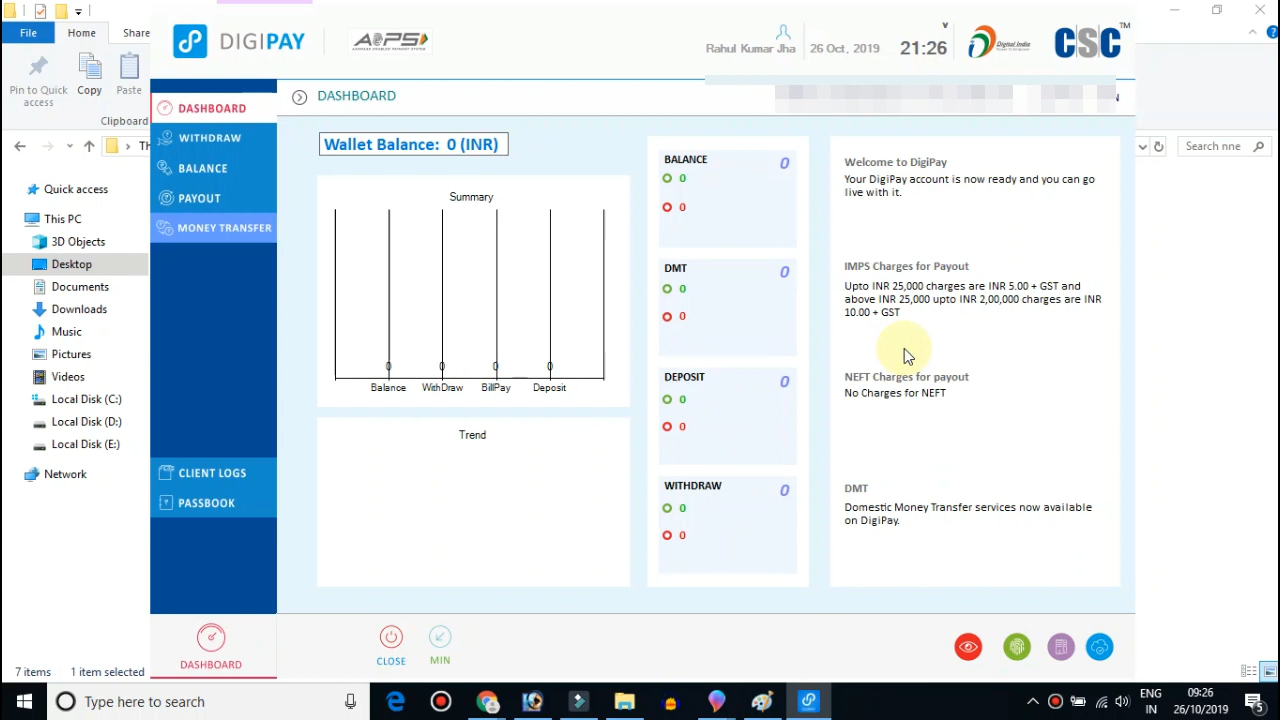 File
Home
Share
Pin to Quick
access
Copy
Paste
Clipboard
Th
Search nne
Quick access
This PC
3D Objects
Desktop
Documents
Downloads
Music
Pictures
Videos
Local Disk (C:)
Local Disk (D:)
Local Disk (E:)
Network
7 items
1 item selected
DIGIPAY
AEPS
Rahul Kumar Jha
26 Oct, 2019
v
21:26
Digital India
CSC
TM
DASHBOARD
WITHDRAW
BALANCE
PAYOUT
MONEY TRANSFER
CLIENT LOGS
PASSBOOK
DASHBOARD
DASHBOARD
N
Wallet Balance: 0 (INR)
Summary
0
0
0
0
Balance
WithDraw
BillPay
Deposit
Trend
BALANCE
0
0
0
DMT
0
0
0
DEPOSIT
0
0
0
WITHDRAW
0
0
0
Welcome to DigiPay
Your DigiPay account is now ready and you can go
live with it.
IMPS Charges for Payout
Upto INR 25,000 charges are INR 5.00 + GST and
above INR 25,000 upto INR 2,00,000 charges are INR
10.00 + GST
NEFT Charges for payout
No Charges for NEFT
DMT
Domestic Money Transfer services now available
on DigiPay.
CLOSE
MIN
Type here to search
ENG
IN
09:26
26/10/2019
5